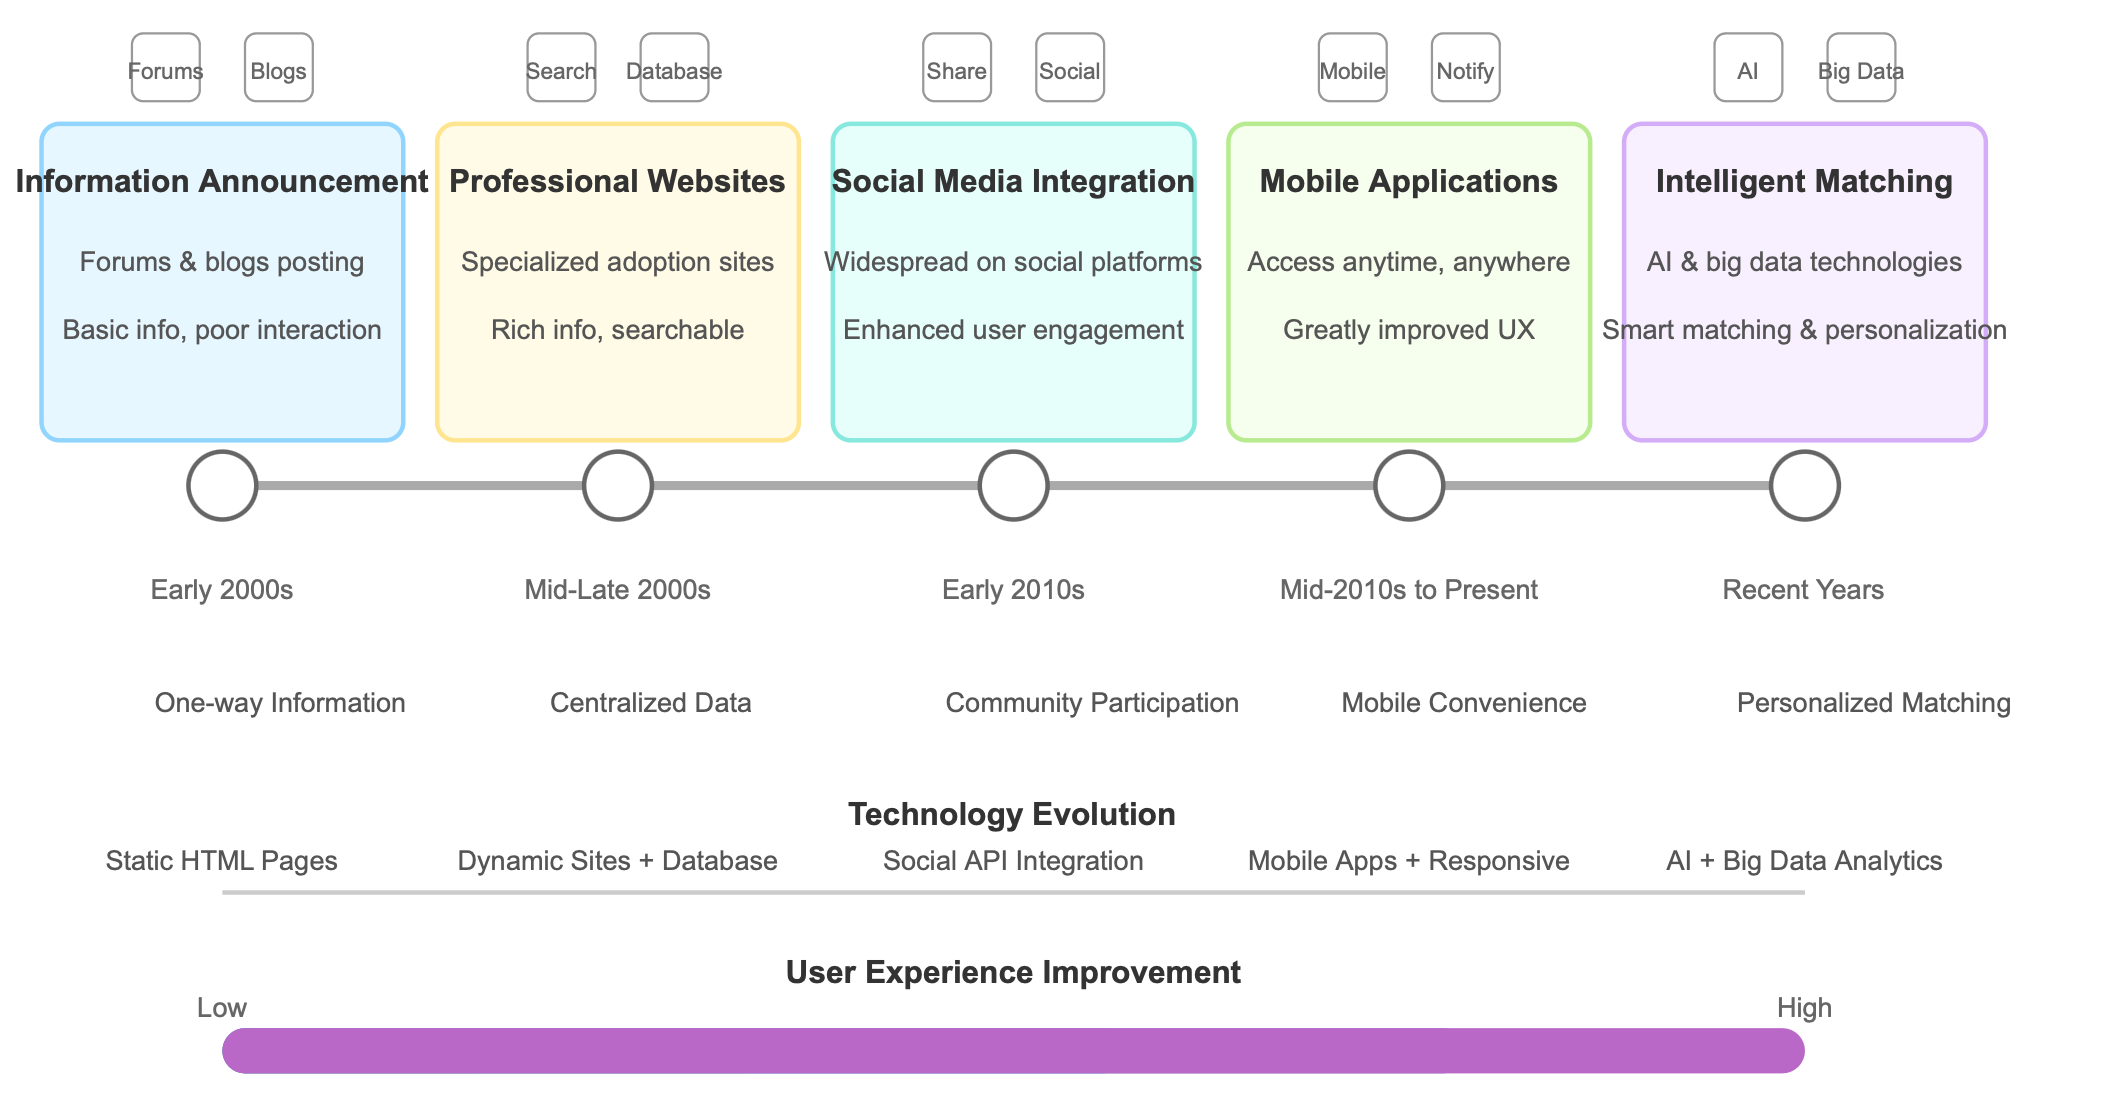 Forums
Blogs
Search
Database
Share
Social
Mobile
Notify
AI
Big Data
Information Announcement
Forums & blogs posting
Basic info, poor interaction
Professional Websites
Specialized adoption sites
Rich info, searchable
Social Media Integration
Widespread on social platforms
Enhanced user engagement
Mobile Applications
Access anytime, anywhere
Greatly improved UX
Intelligent Matching
AI & big data technologies
Smart matching & personalization
Early 2000s
Mid-Late 2000s
Early 2010s
Mid-2010s to Present
Recent Years
One-way Information
Centralized Data
Community Participation
Mobile Convenience
Personalized Matching
Technology Evolution
Static HTML Pages
Dynamic Sites + Database
Social API Integration
Mobile Apps + Responsive
AI + Big Data Analytics
User Experience Improvement
Low
High